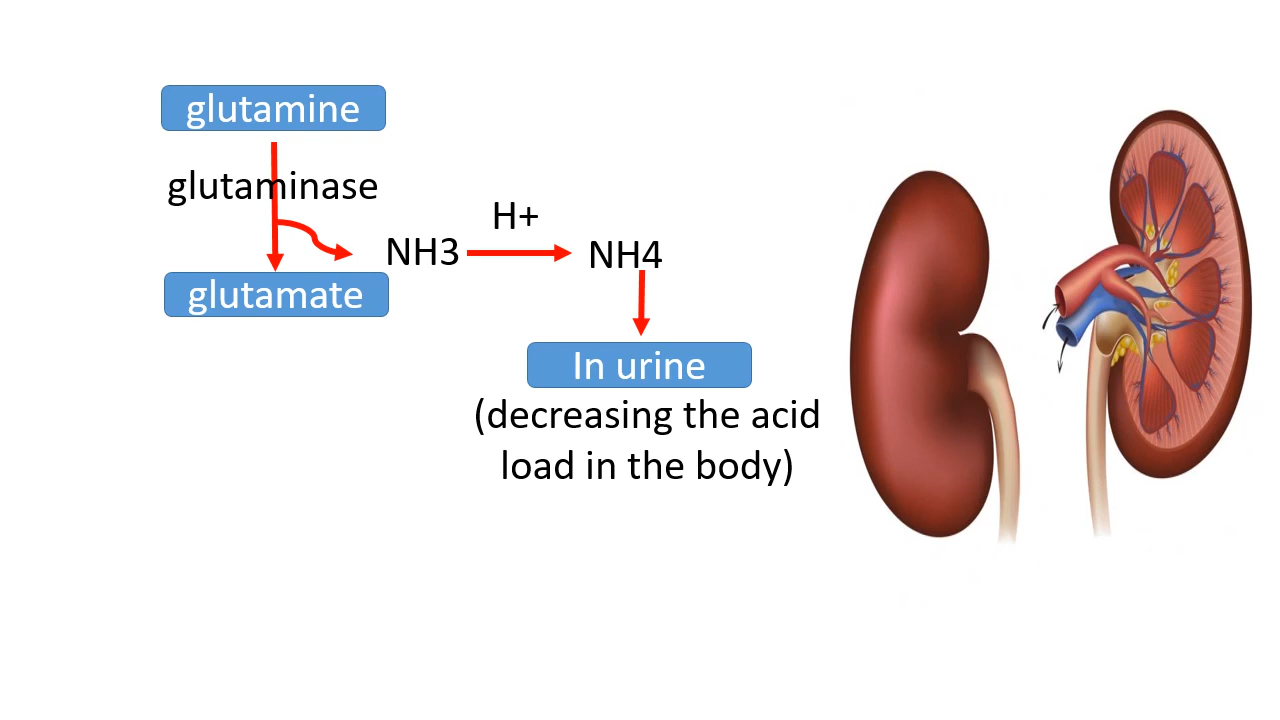 glutamine
glutaminase
H+
NH3
NH4
glutamate
In urine
(decreasing the acid
load in the body)